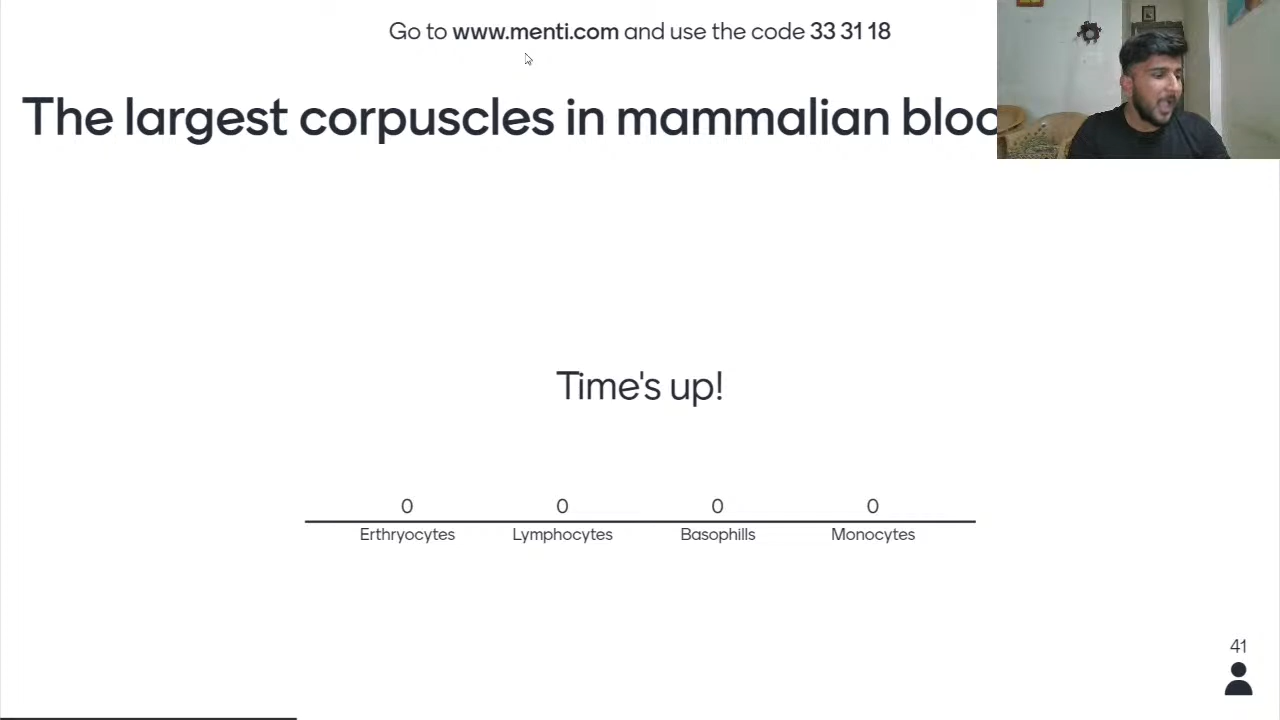 Go to www.menti.com and use the code 33 31 18
The largest corpuscles in mammalian
Time's up!
0 0 0 0
Erthryocytes Lymphocytes Basophills Monocytes
41